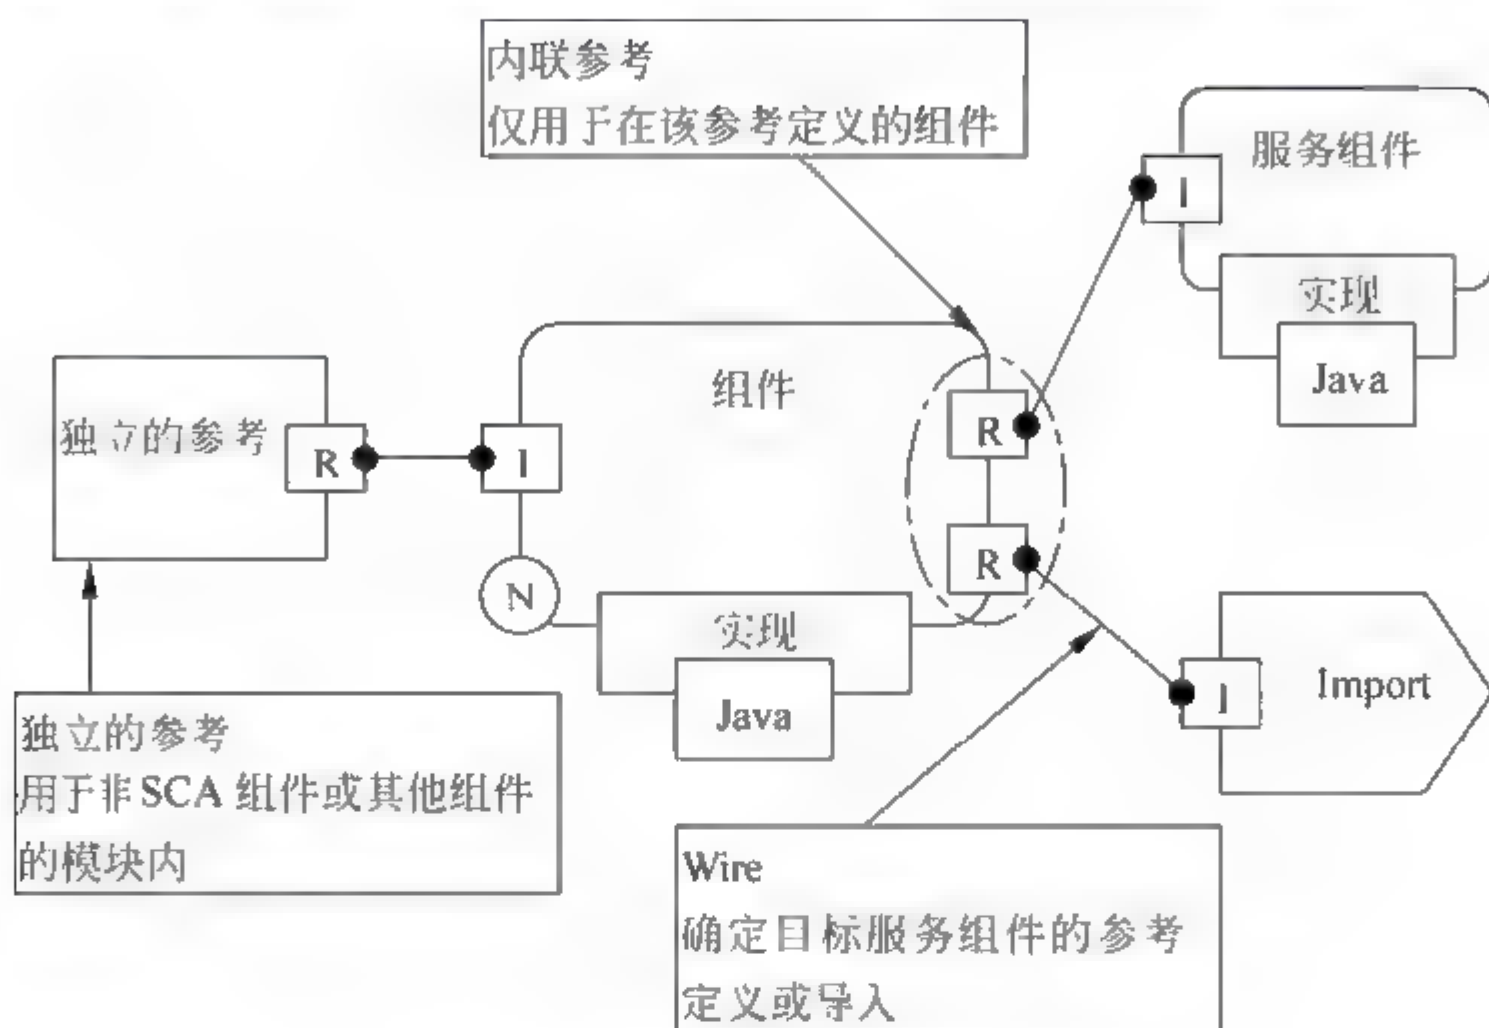 内联参考
仅用于在该参考定义的组件
服务组件
I
实现
Java
组件
独立的参考
R
I
R
R
N
实现
Java
I
Import
独立的参考
用于非SCA 组件或其他组件
的模块内
Wire
确定目标服务组件的参考
定义或导入